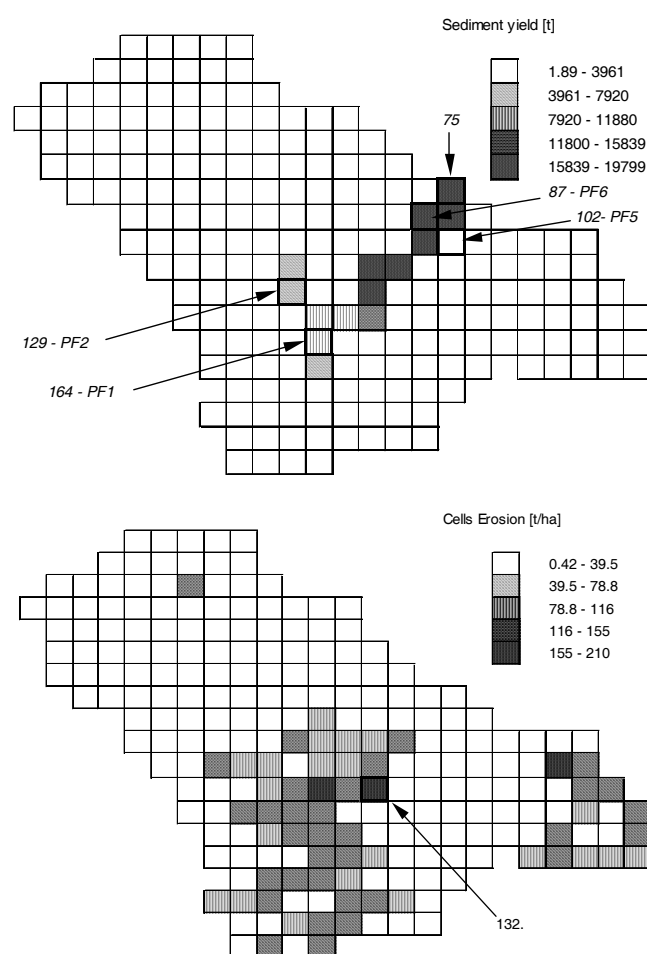 Sediment yield [t]
1.89 - 3961
3961 - 7920
7920 - 11880
11800 - 15839
15839 - 19799
75
87 - PF6
102- PF5
129 - PF2
164 - PF1
Cells Erosion [t/ha]
0.42 - 39.5
39.5 - 78.8
78.8 - 116
116 - 155
155 - 210
132.